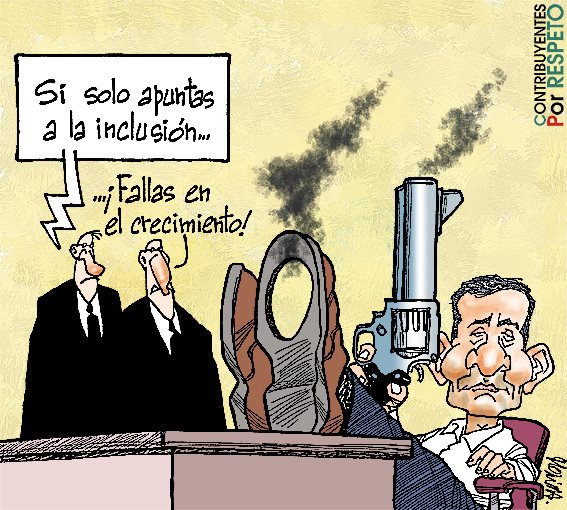 Si solo apuntas
a la inclusión...
...¡Fallas en
el crecimiento!
CONTRIBUYENTES
Por RESPETO